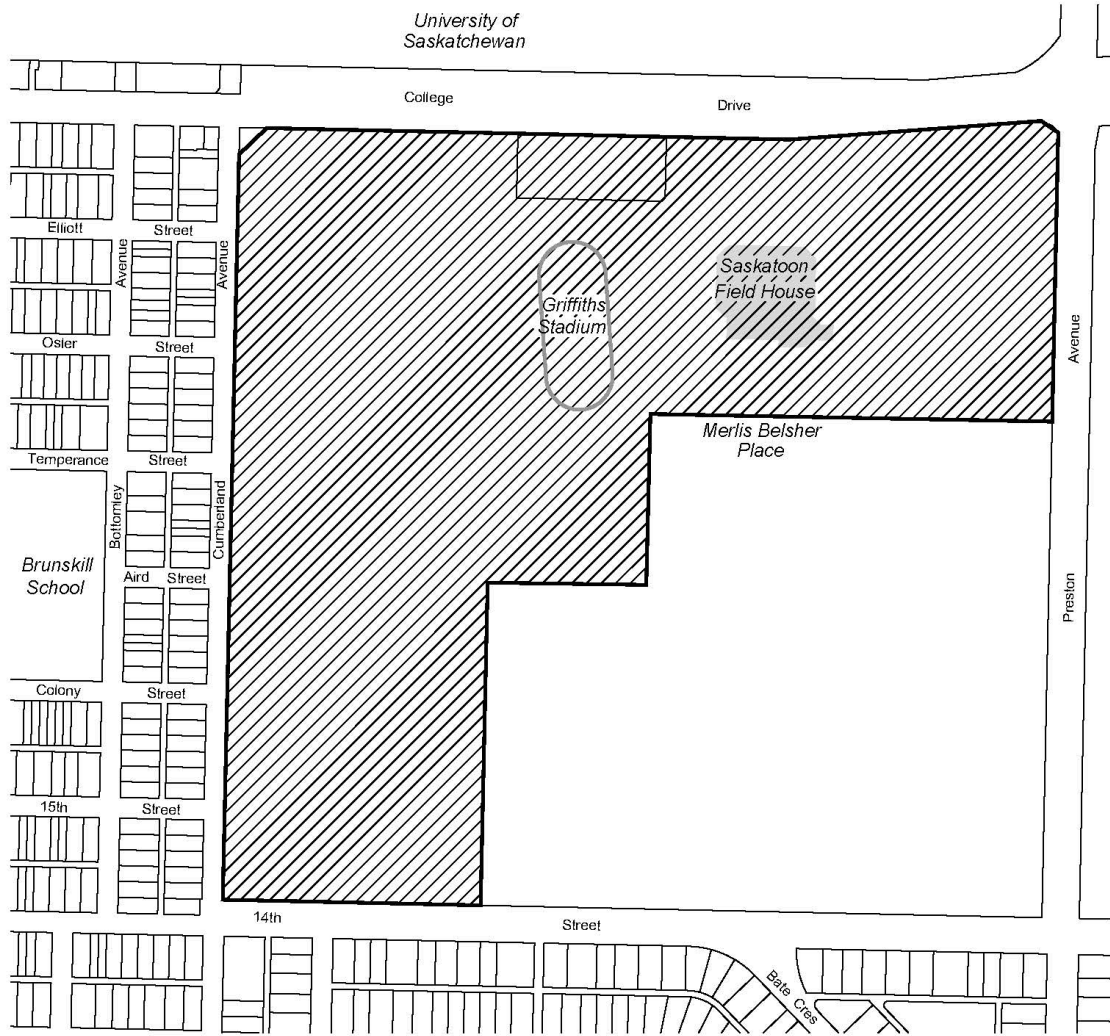 University of
Saskatchewan
College
Drive
Elliott
Street
Avenue
Avenue
Saskatoon
Field House
Griffiths
Stadium
Osler
Street
Avenue
Merlis Belsher
Place
Temperance
Street
Bottomley
Cumberland
Brunskill
School
Aird
Street
Preston
Colony
Street
15th
Street
14th
Street
Bate Cres